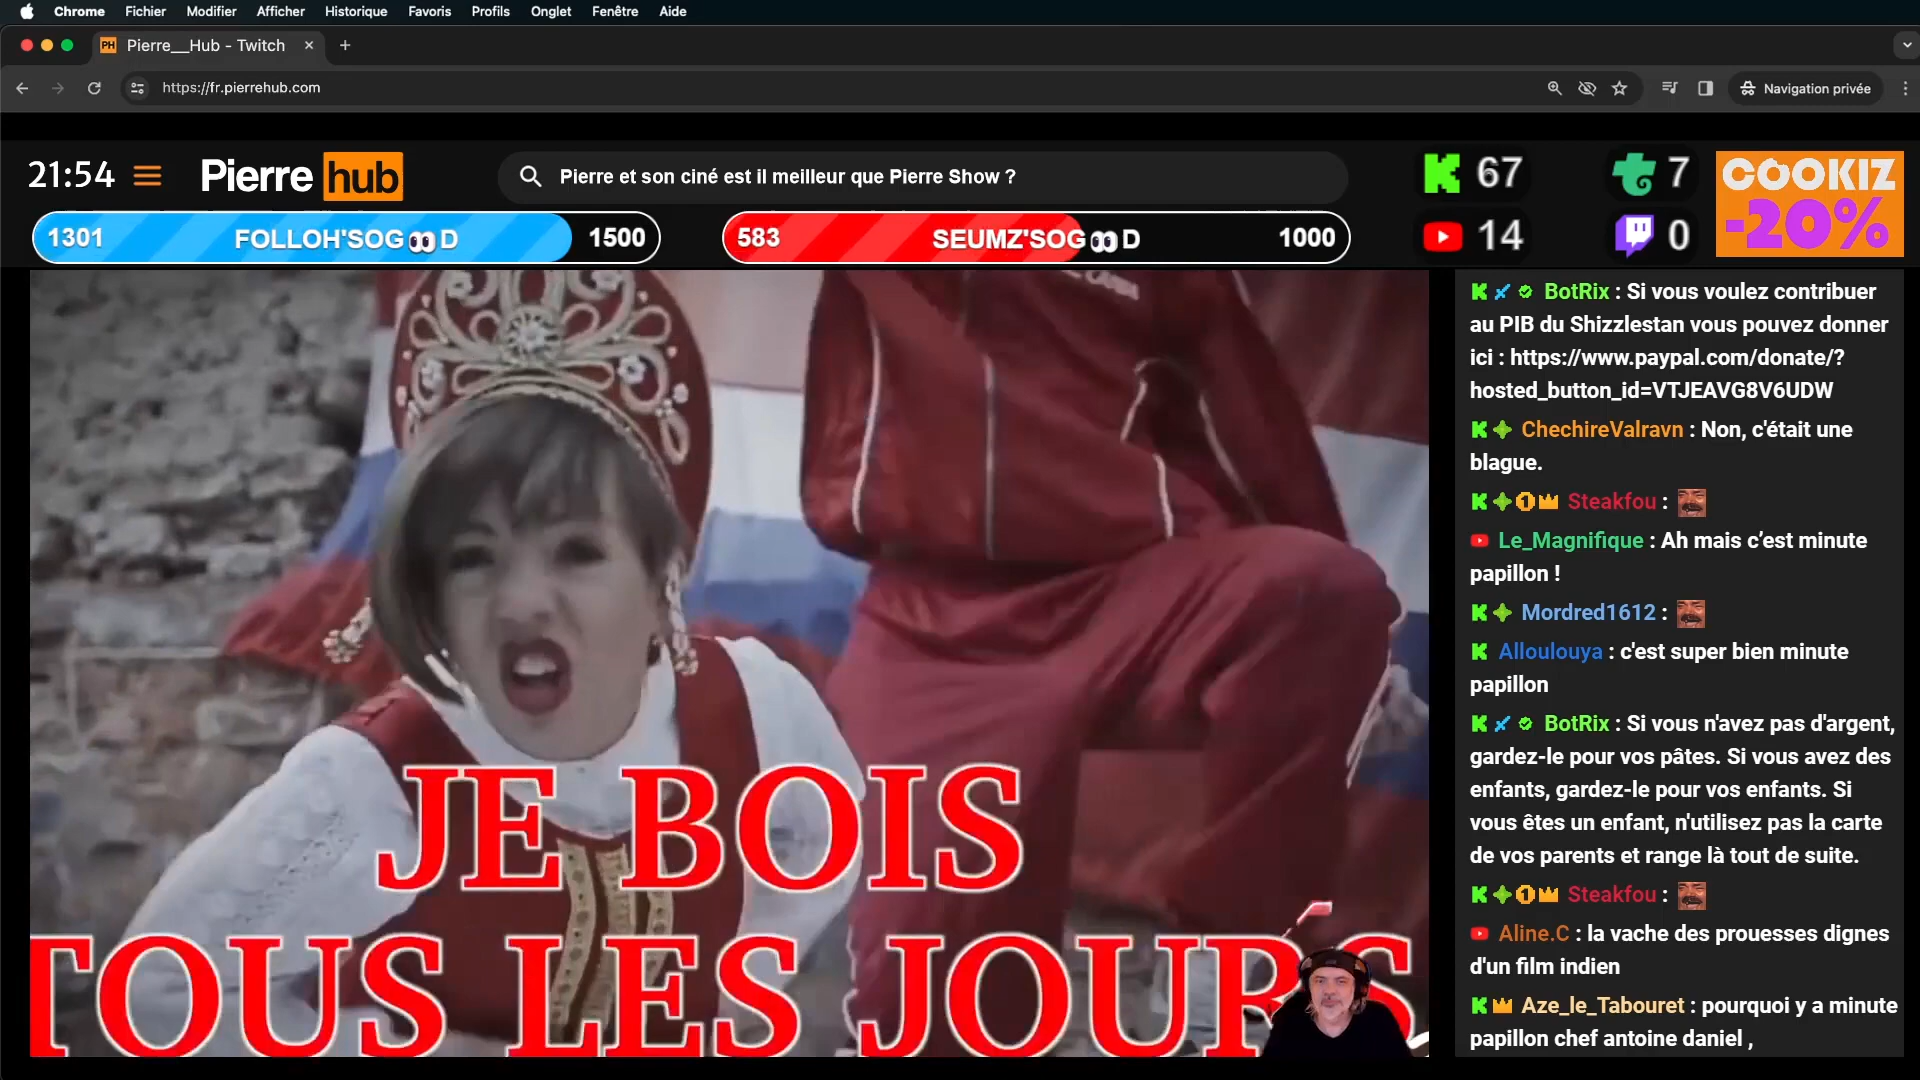 Chrome Fichier Modifier Afficher Historique Favoris Profils Onglet Fenêtre Aide
PH Pierre__Hub - Twitch
https://fr.pierrehub.com
Navigation privée
21:54
Pierre hub
Pierre et son ciné est il meilleur que Pierre Show ?
67
7
COOKIZ
-20%
1301 FOLLOH'SOG👀D 1500
583 SEUMZ'SOG👀D 1000
14
0
JE BOIS
TOUS LES JOURS
BotRix : Si vous voulez contribuer
au PIB du Shizzlestan vous pouvez donner
ici : https://www.paypal.com/donate/?
hosted_button_id=VTJEAVG8V6UDW
ChechireValravn : Non, c'était une
blague.
Steakfou :
Le_Magnifique : Ah mais c’est minute
papillon !
Mordred1612 :
Alloulouya : c'est super bien minute
papillon
BotRix : Si vous n'avez pas d'argent,
gardez-le pour vos pâtes. Si vous avez des
enfants, gardez-le pour vos enfants. Si
vous êtes un enfant, n'utilisez pas la carte
de vos parents et range là tout de suite.
Steakfou :
Aline.C : la vache des prouesses dignes
d'un film indien
Aze_le_Tabouret : pourquoi y a minute
papillon chef antoine daniel ,